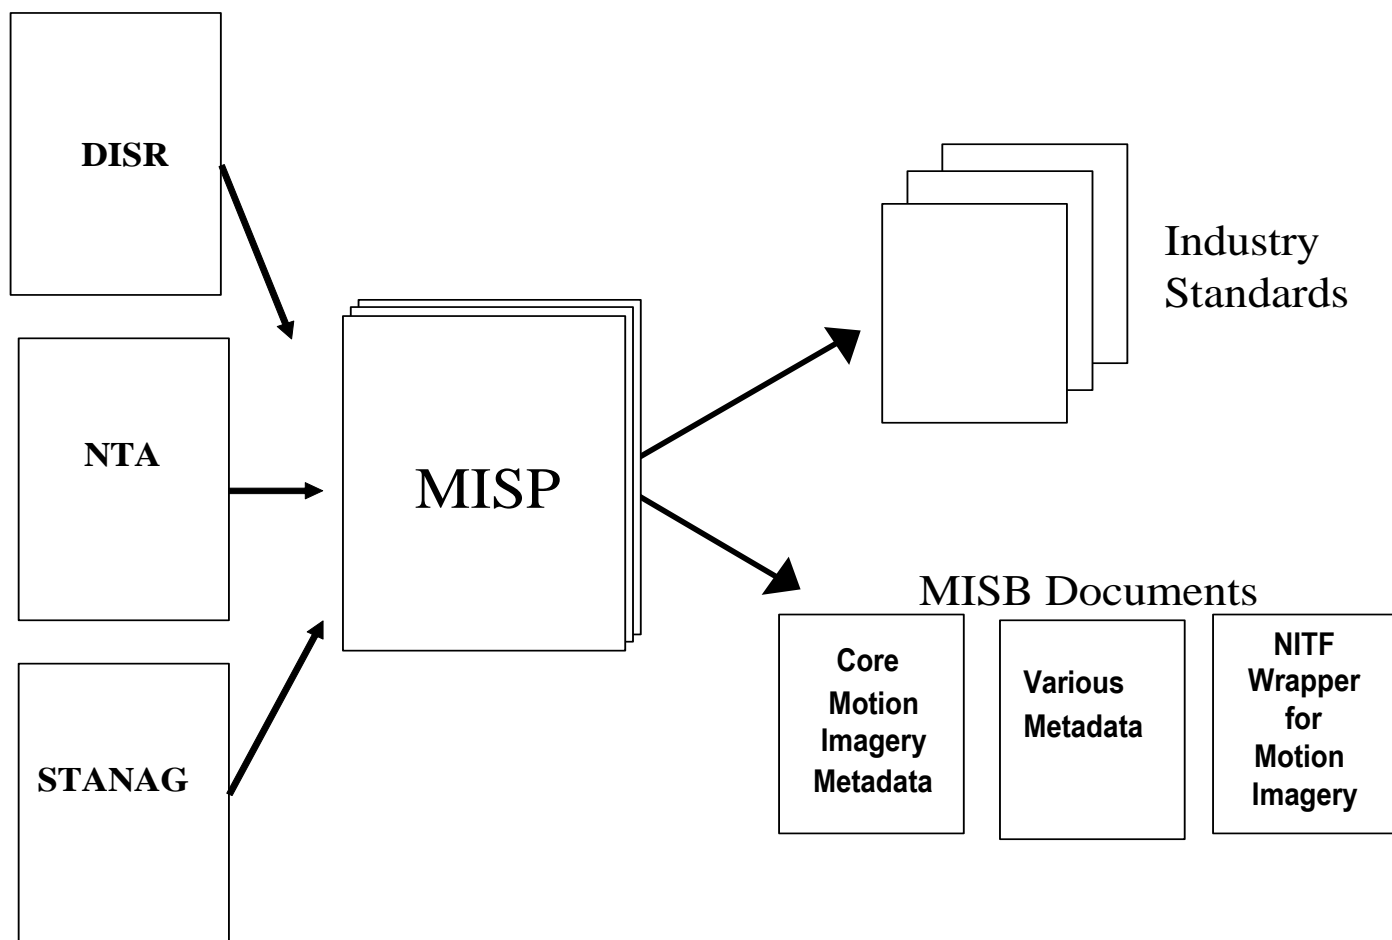 DISR
NTA
STANAG
MISP
Industry
Standards
MISB Documents
Core
Motion
Imagery
Metadata
Various
Metadata
NITF
Wrapper
for
Motion
Imagery